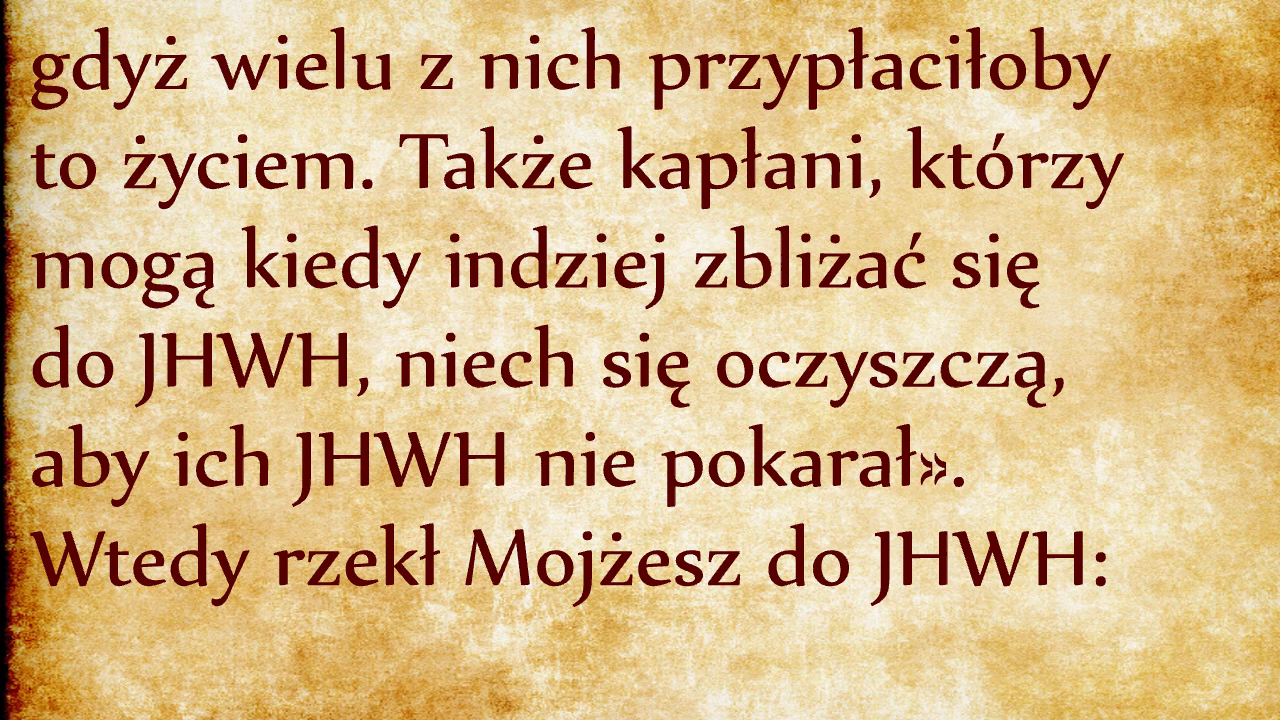 gdyż wielu z nich przypłaciłoby
to życiem. Także kapłani, którzy
mogą kiedy indziej zbliżać się
do JHWH, niech się oczyszczą,
aby ich JHWH nie pokarał».
Wtedy rzekł Mojżesz do JHWH: